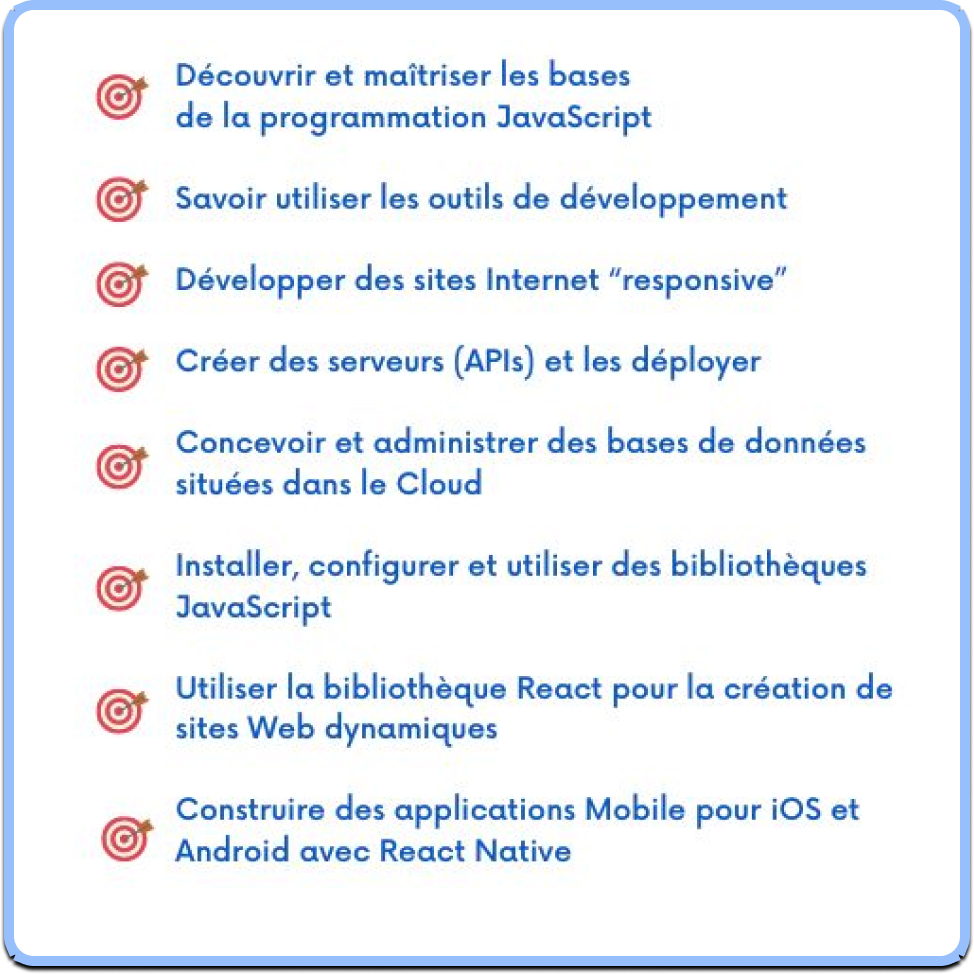 Découvrir et maîtriser les bases
de la programmation JavaScript
Savoir utiliser les outils de développement
Développer des sites Internet “responsive”
Créer des serveurs (APIs) et les déployer
Concevoir et administrer des bases de données
situées dans le Cloud
Installer, configurer et utiliser des bibliothèques
JavaScript
Utiliser la bibliothèque React pour la création de
sites Web dynamiques
Construire des applications Mobile pour iOS et
Android avec React Native